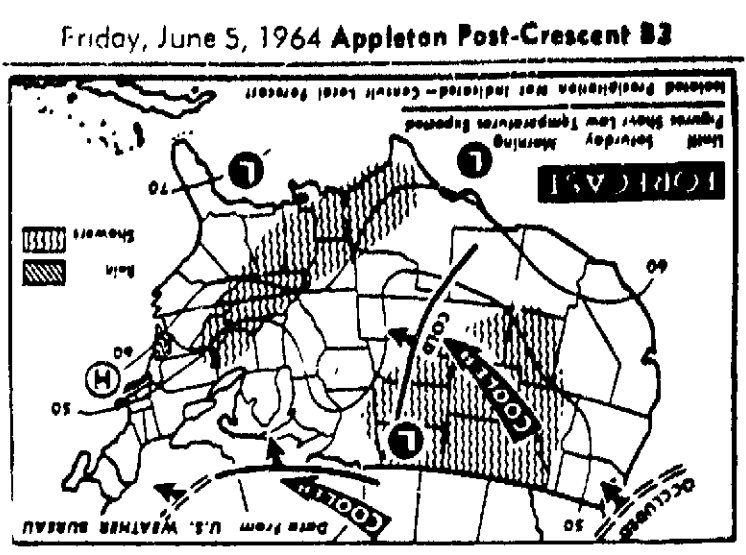 Friday, June 5, 1964 Appleton Post-Crescent B3
Data From U.S. WEATHER BUREAU
COOLER
OCCLUDED
50
L
COOLER
COLD
50
H
60
60
Rain
Showers
70
L
L
FORECAST
Until Saturday Morning
Figures Show Low Temperatures Expected
Isolated Precipitation Not Indicated – Consult Local Forecast